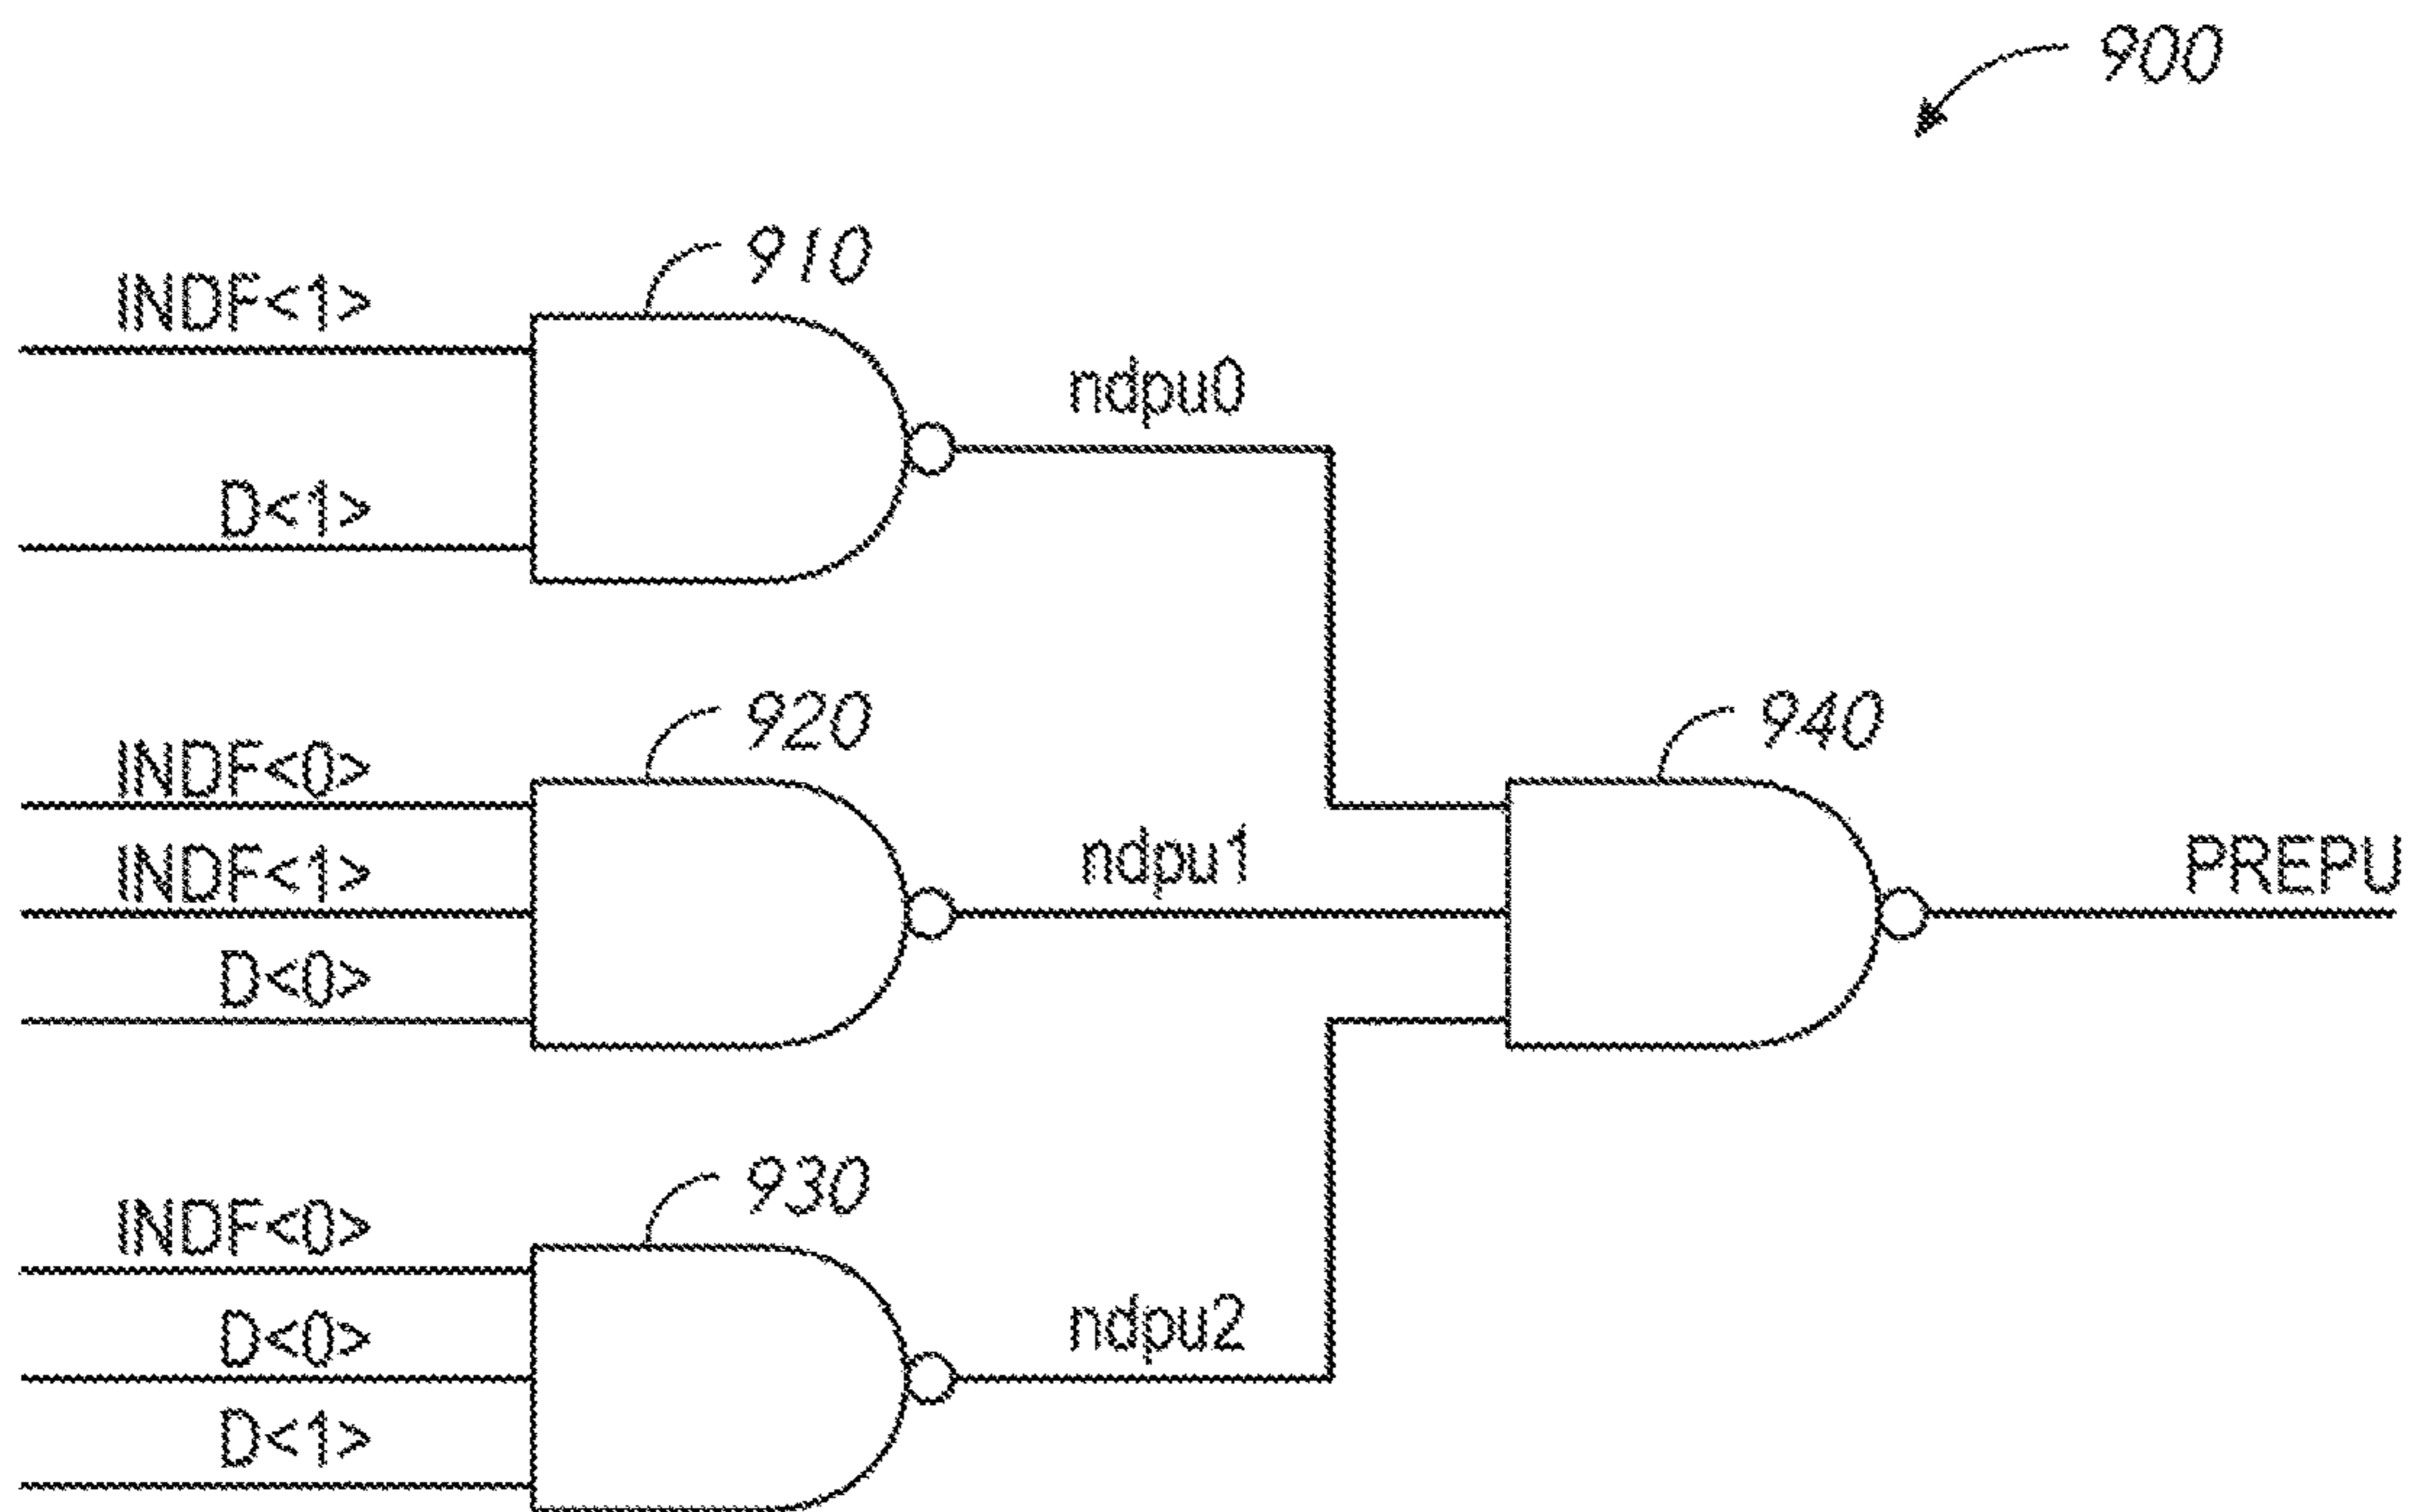 900
910
INDF<1>
ndpu0
D<1>
920
940
INDF<0>
INDF<1>
ndpu1
PREPU
D<0>
930
INDF<0>
D<0>
ndpu2
D<1>